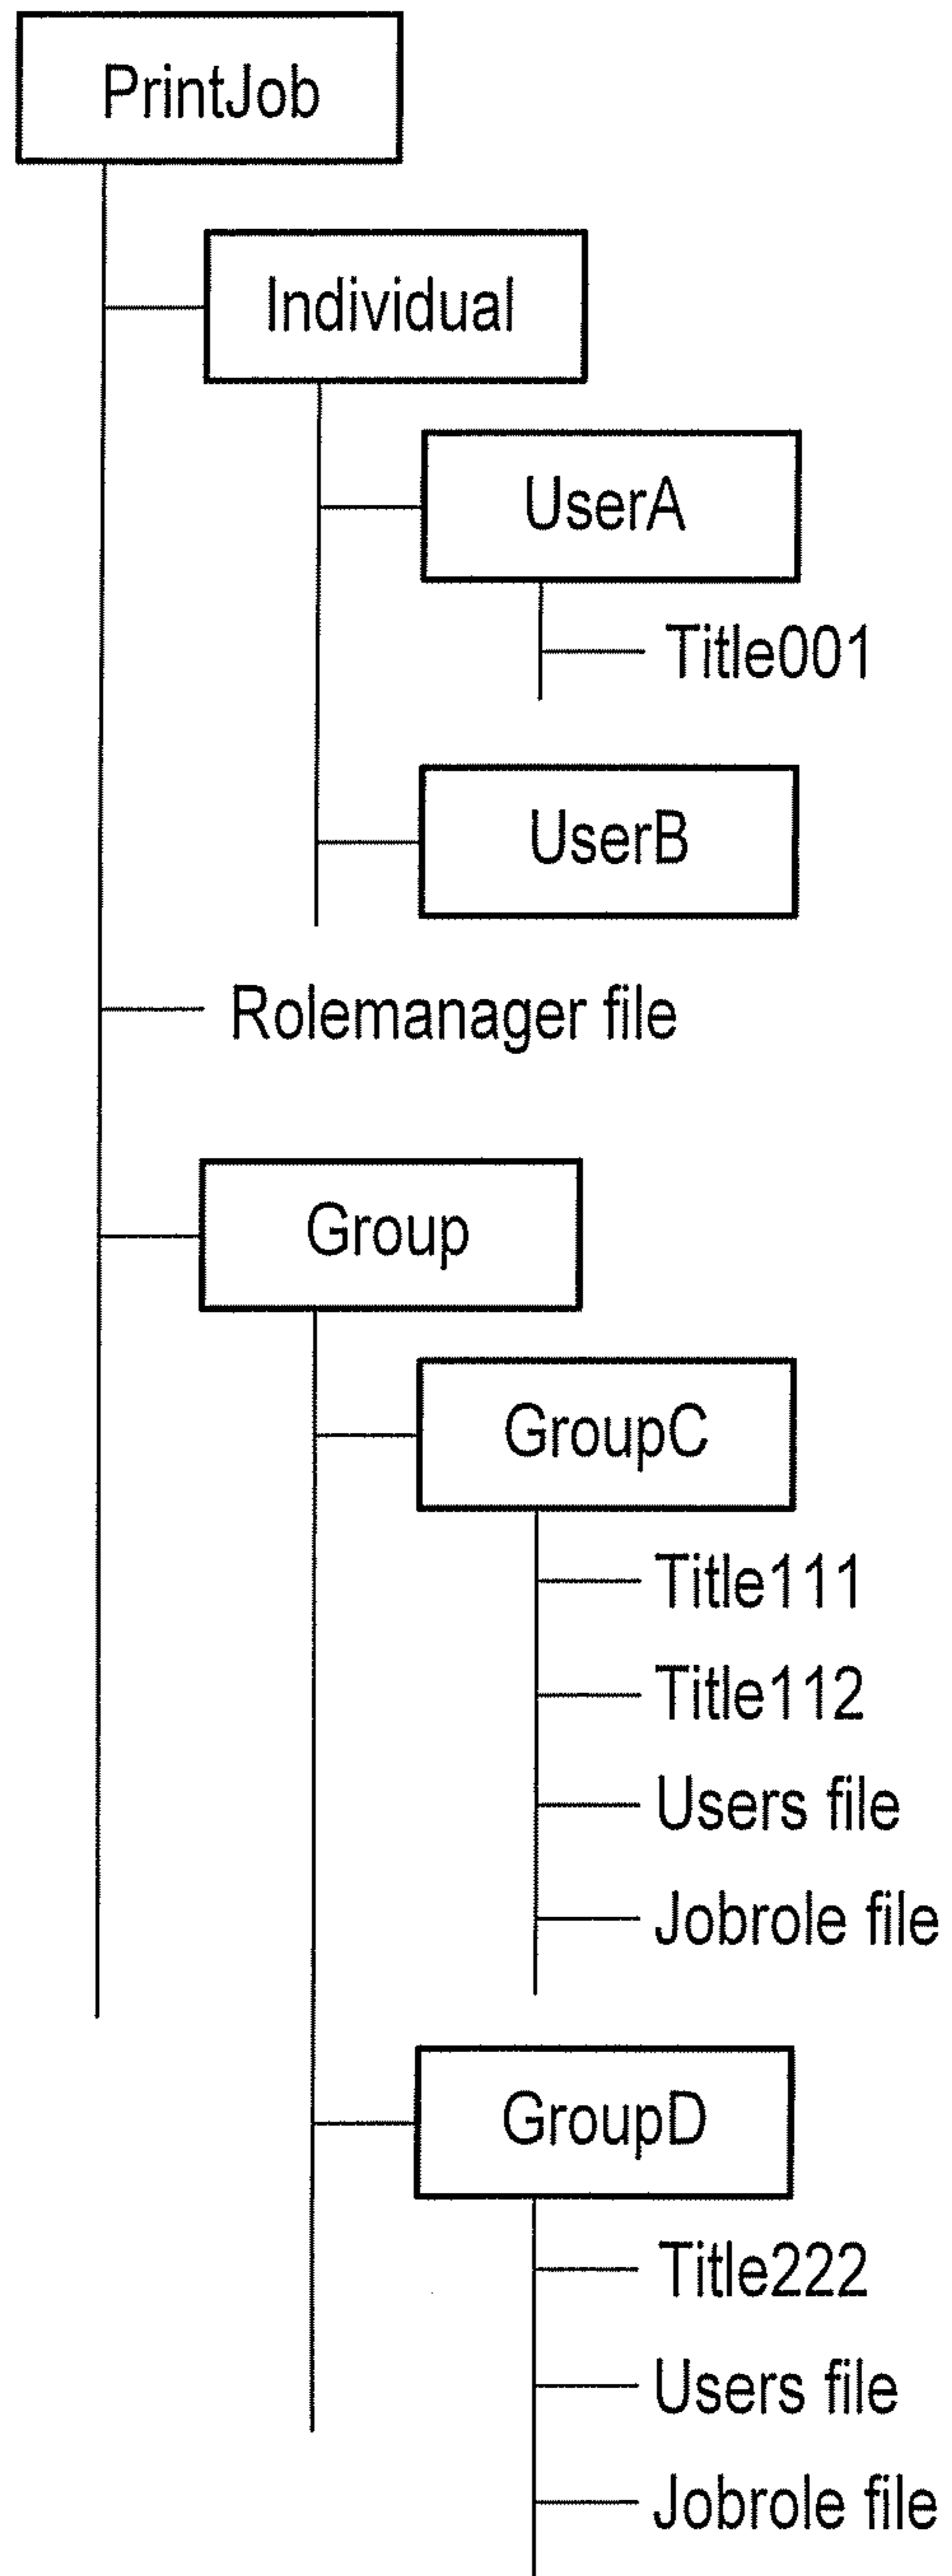 PrintJob
Individual
UserA
Title001
UserB
Rolemanager file
Group
GroupC
Title111
Title112
Users file
Jobrole file
GroupD
Title222
Users file
Jobrole file